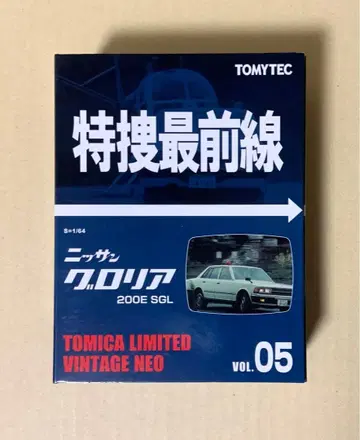 TOMYTEC
特捜最前線
S=1/64
ニッサン
グロリア
200E SGL
TOMICA LIMITED
VINTAGE NEO
VOL.05